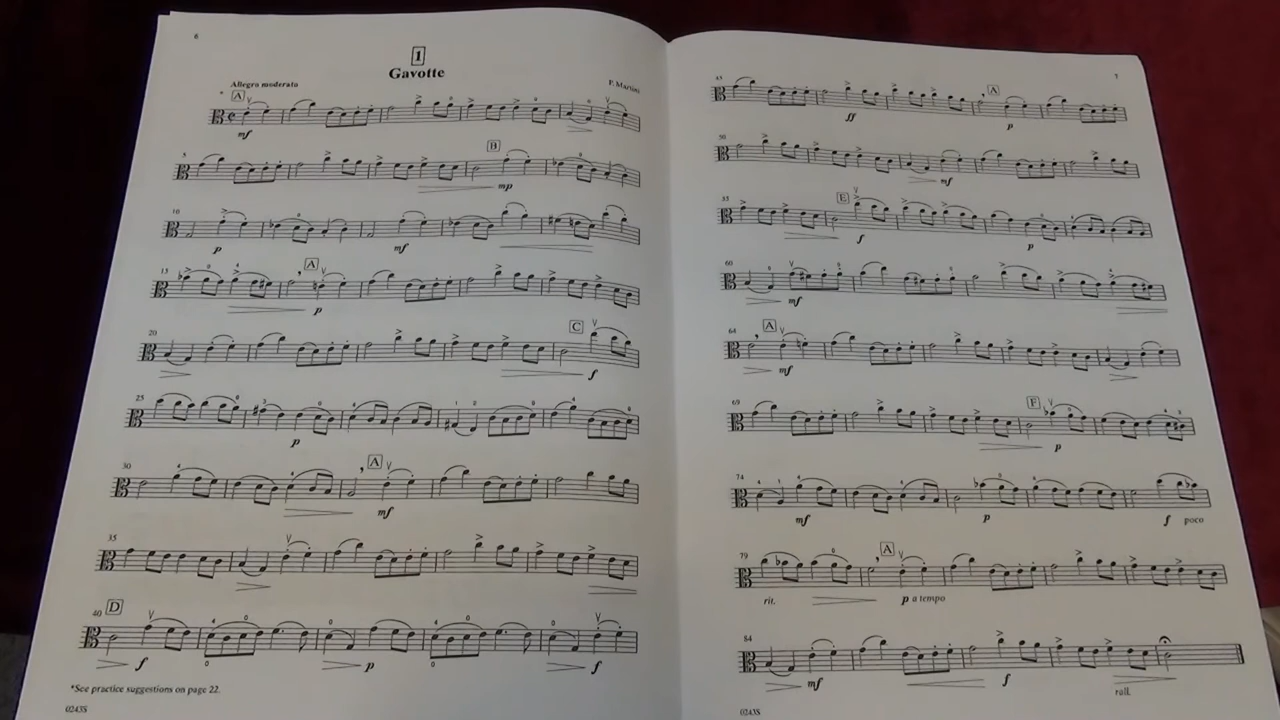 6
1
Gavotte
Allegro moderato
P. Martini
* A
mf
5
B
mp
10
p
mf
15
A
p
20
C
f
25
p
30
A
mf
35
40
D
f
p
f
*See practice suggestions on page 22.
0243S
7
45
A
ff
p
50
mf
55
E
f
p
60
mf
64
A
mf
69
F
p
74
mf
p
f poco
79
A
rit.
p a tempo
84
mf
f
rall.
0243S